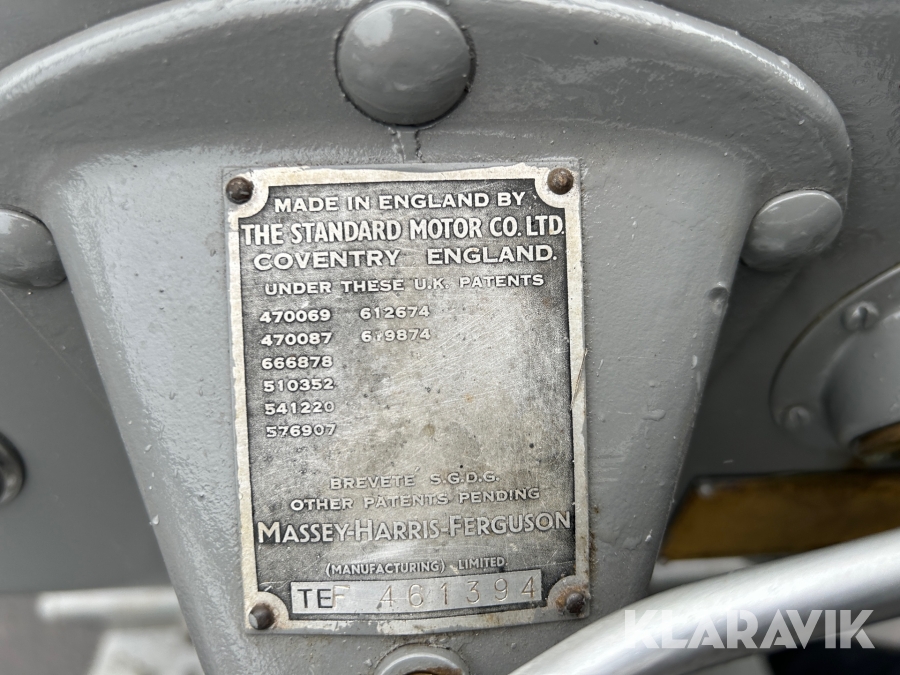 MADE IN ENGLAND BY
THE STANDARD MOTOR CO. LTD.
COVENTRY ENGLAND.
UNDER THESE U.K. PATENTS
470069 612674
470087 619874
666878
510352
541220
576907
BREVETE S.G.D.G.
OTHER PATENTS PENDING
MASSEY-HARRIS-FERGUSON
(MANUFACTURING) LIMITED.
TEF 461394
KLARAVIK